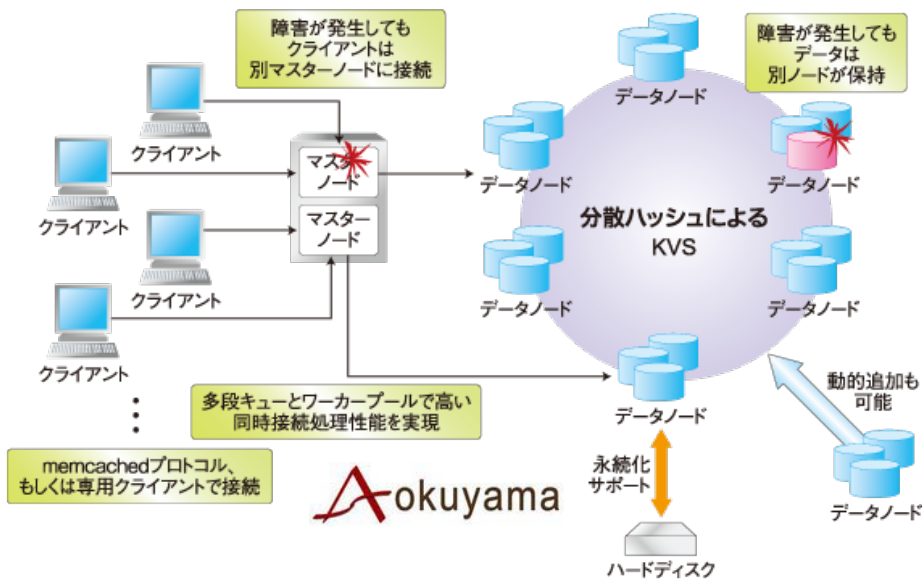 障害が発生しても
クライアントは
別マスターノードに接続
障害が発生しても
データは
別ノードが保持
クライアント
クライアント
クライアント
クライアント
マスター
ノード
マスター
ノード
データノード
データノード
データノード
分散ハッシュによる
KVS
データノード
データノード
データノード
動的追加も
可能
データノード
多段キューとワーカープールで高い
同時接続処理性能を実現
memcachedプロトコル、
もしくは専用クライアントで接続
okuyama
永続化
サポート
ハードディスク